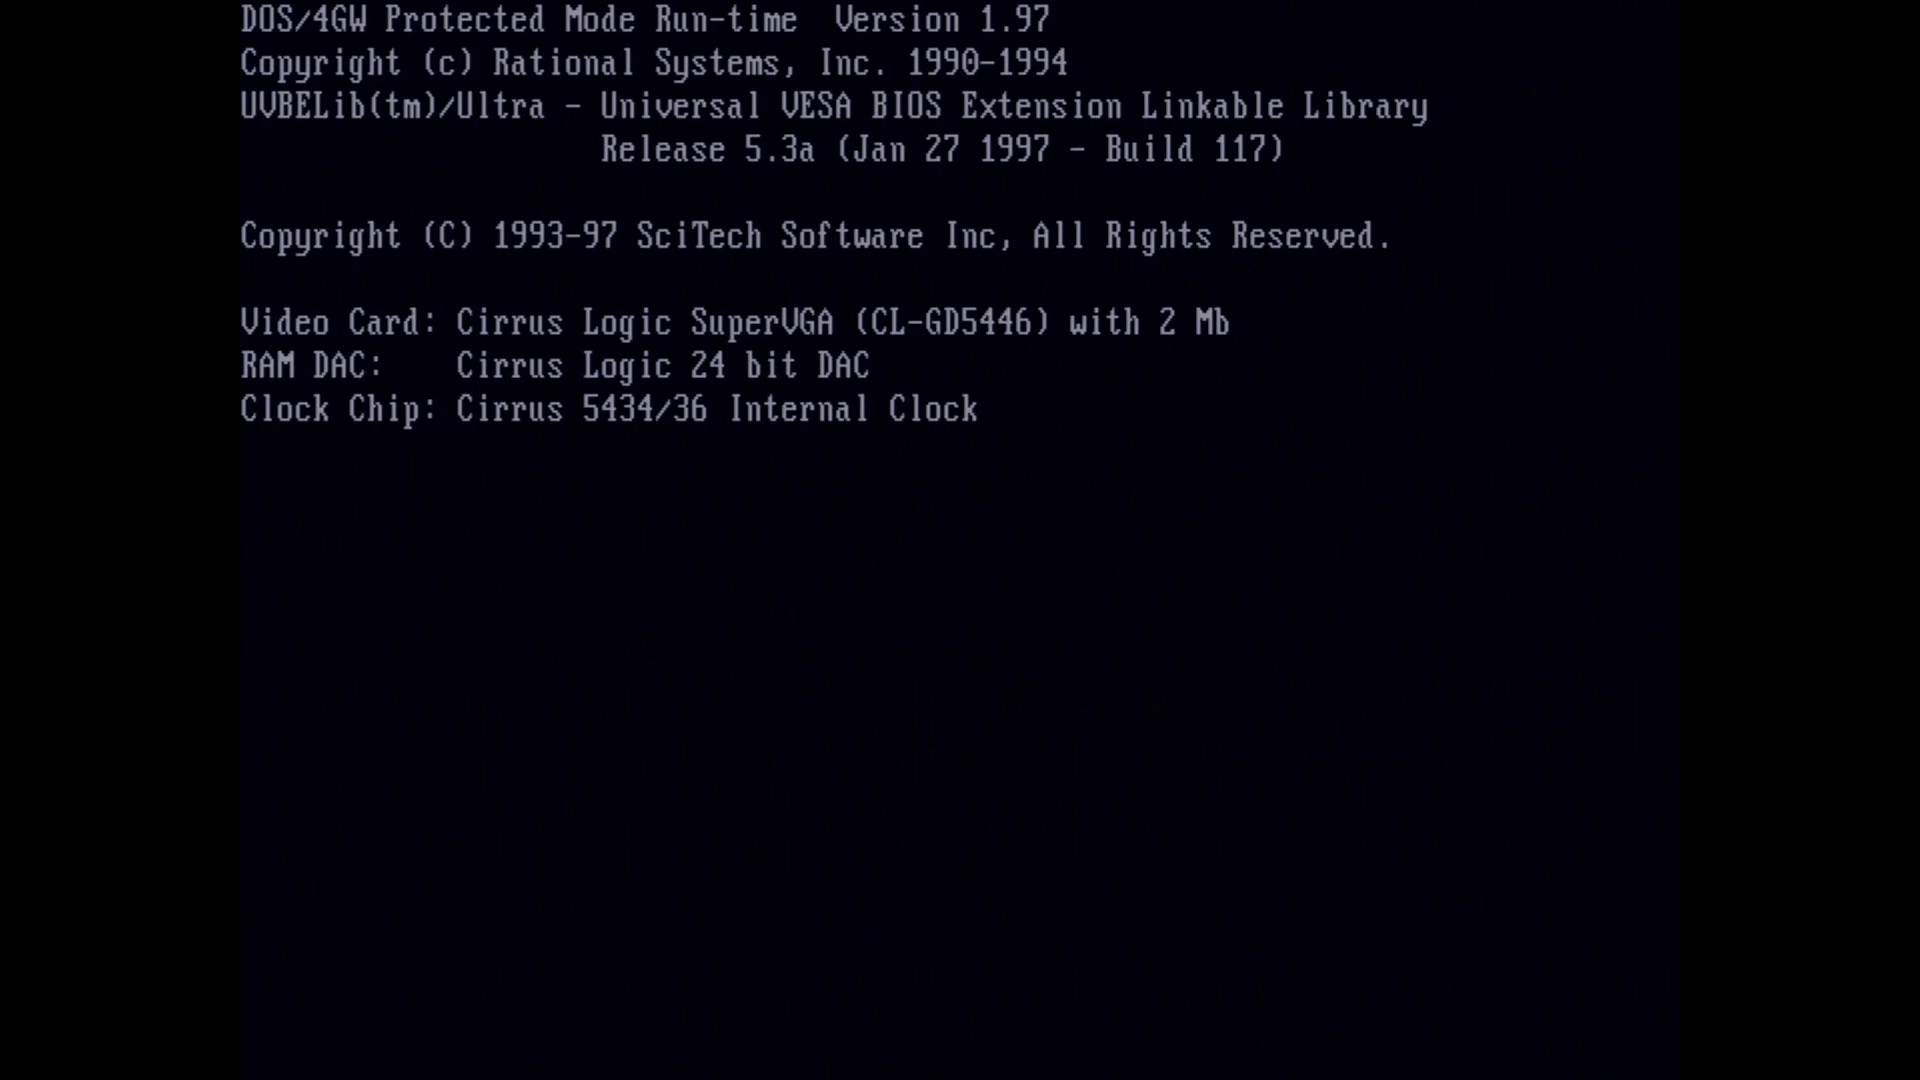 DOS/4GW Protected Mode Run-time  Version 1.97
Copyright (c) Rational Systems, Inc. 1990-1994
UVBELib(tm)/Ultra - Universal VESA BIOS Extension Linkable Library
Release 5.3a (Jan 27 1997 - Build 117)
Copyright (C) 1993-97 SciTech Software Inc, All Rights Reserved.
Video Card: Cirrus Logic SuperVGA (CL-GD5446) with 2 Mb
RAM DAC:    Cirrus Logic 24 bit DAC
Clock Chip: Cirrus 5434/36 Internal Clock